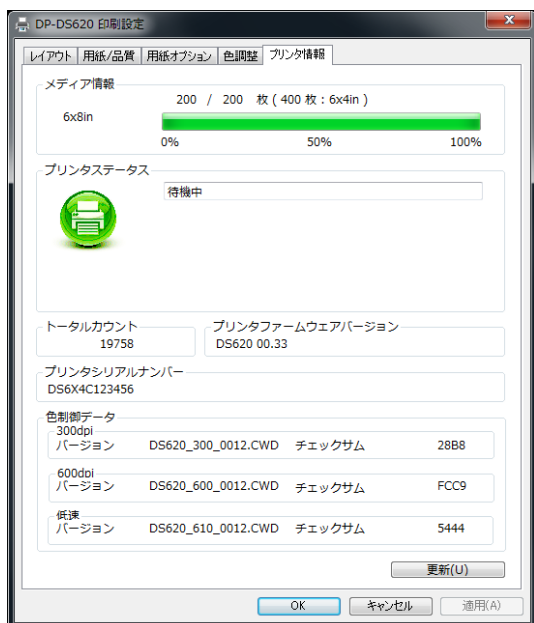 DP-DS620 印刷設定
レイアウト 用紙/品質 用紙オプション 色調整 プリンタ情報
メディア情報
200 / 200 枚 ( 400 枚 : 6x4in )
6x8in
0% 50% 100%
プリンタステータス
待機中
トータルカウント プリンタファームウェアバージョン
19758 DS620 00.33
プリンタシリアルナンバー
DS6X4C123456
色制御データ
300dpi
バージョン DS620_300_0012.CWD チェックサム 28B8
600dpi
バージョン DS620_600_0012.CWD チェックサム FCC9
低速
バージョン DS620_610_0012.CWD チェックサム 5444
更新(U)
OK キャンセル 適用(A)